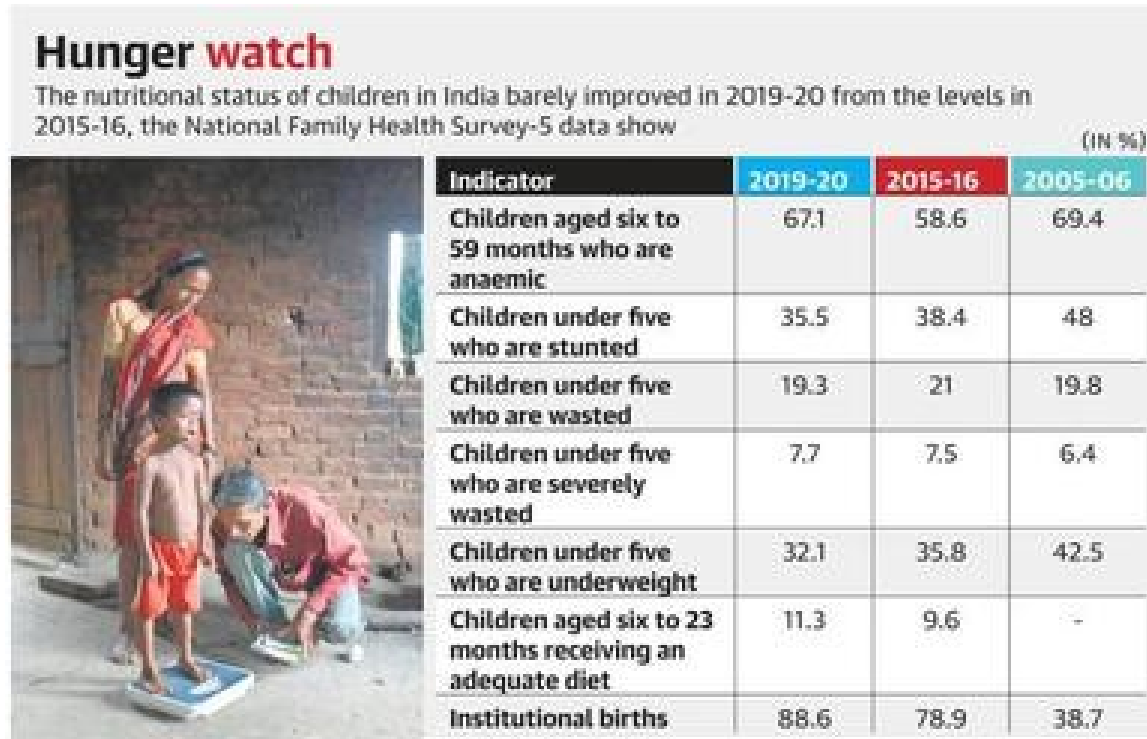 Hunger watch
The nutritional status of children in India barely improved in 2019-20 from the levels in
2015-16, the National Family Health Survey-5 data show
(IN %)
Indicator 2019-20 2015-16 2005-06
Children aged six to 67.1 58.6 69.4
59 months who are
anaemic
Children under five 35.5 38.4 48
who are stunted
Children under five 19.3 21 19.8
who are wasted
Children under five 7.7 7.5 6.4
who are severely
wasted
Children under five 32.1 35.8 42.5
who are underweight
Children aged six to 23 11.3 9.6 -
months receiving an
adequate diet
Institutional births 88.6 78.9 38.7